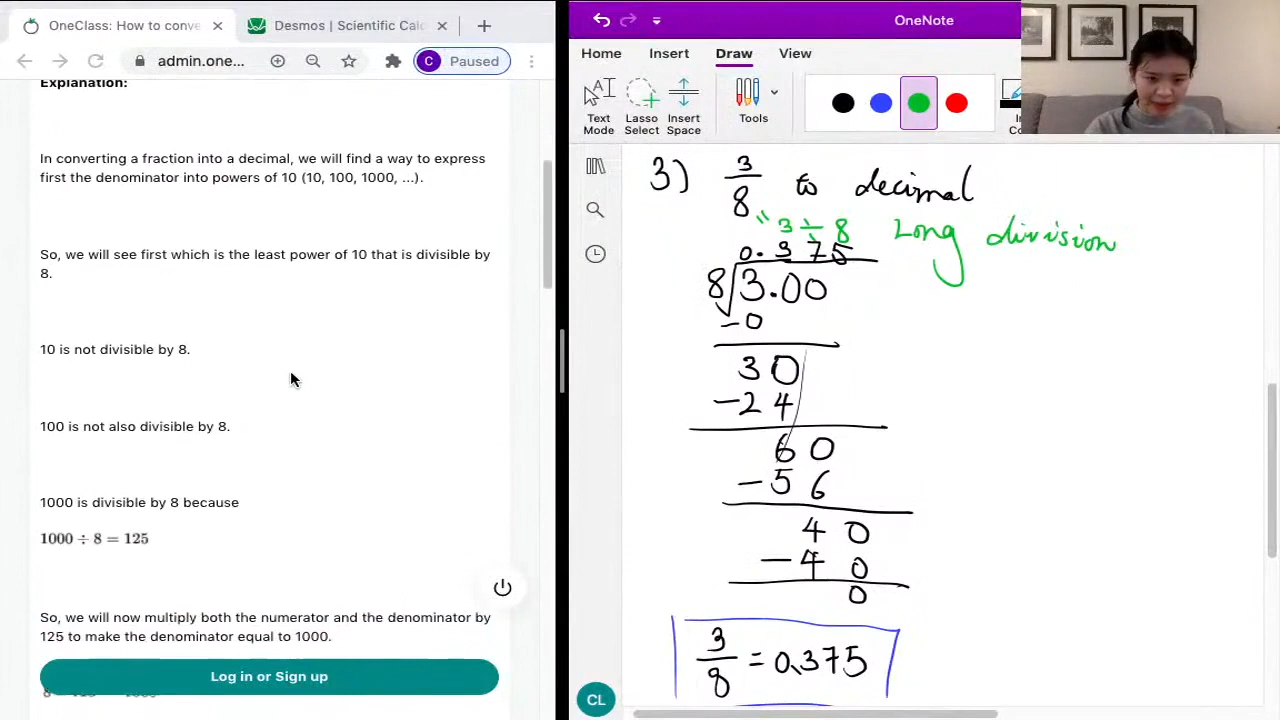 OneClass: How to conve
Desmos | Scientific Calc
admin.one...
C Paused
Explanation:
In converting a fraction into a decimal, we will find a way to express
first the denominator into powers of 10 (10, 100, 1000, ...).
So, we will see first which is the least power of 10 that is divisible by
8.
10 is not divisible by 8.
100 is not also divisible by 8.
1000 is divisible by 8 because
1000 ÷ 8 = 125
So, we will now multiply both the numerator and the denominator by
125 to make the denominator equal to 1000.
Log in or Sign up
OneNote
Home Insert Draw View
Text Mode
Lasso Select
Insert Space
Tools
3) 3/8 to decimal
" 3 ÷ 8 Long division
0.375
8 3.00
-0
30
-24
60
-56
40
-40
0
3/8 = 0.375
CL